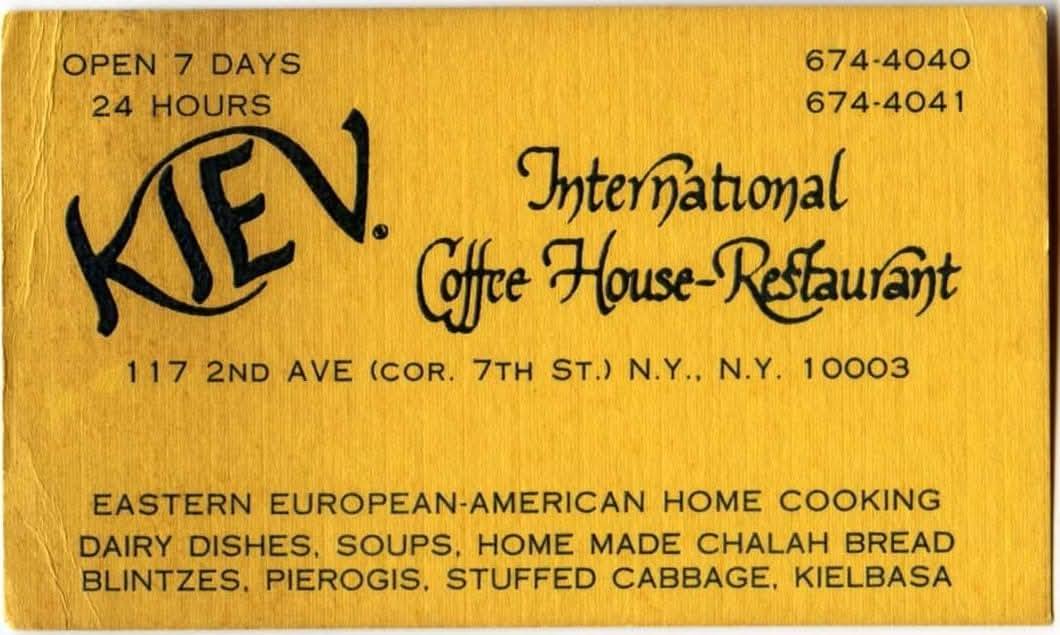 OPEN 7 DAYS
24 HOURS
674-4040
674-4041
KIEV.
International
Coffee House-Restaurant
117 2ND AVE (COR. 7TH ST.) N.Y., N.Y. 10003
EASTERN EUROPEAN-AMERICAN HOME COOKING
DAIRY DISHES, SOUPS, HOME MADE CHALAH BREAD
BLINTZES, PIEROGIS, STUFFED CABBAGE, KIELBASA